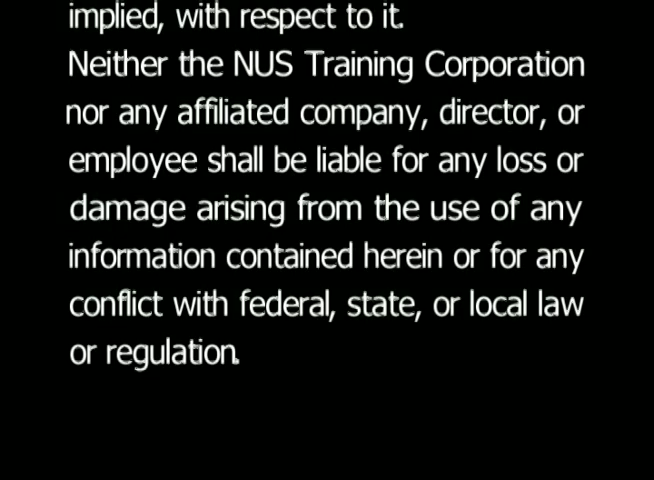 implied, with respect to it.
Neither the NUS Training Corporation
nor any affiliated company, director, or
employee shall be liable for any loss or
damage arising from the use of any
information contained herein or for any
conflict with federal, state, or local law
or regulation.